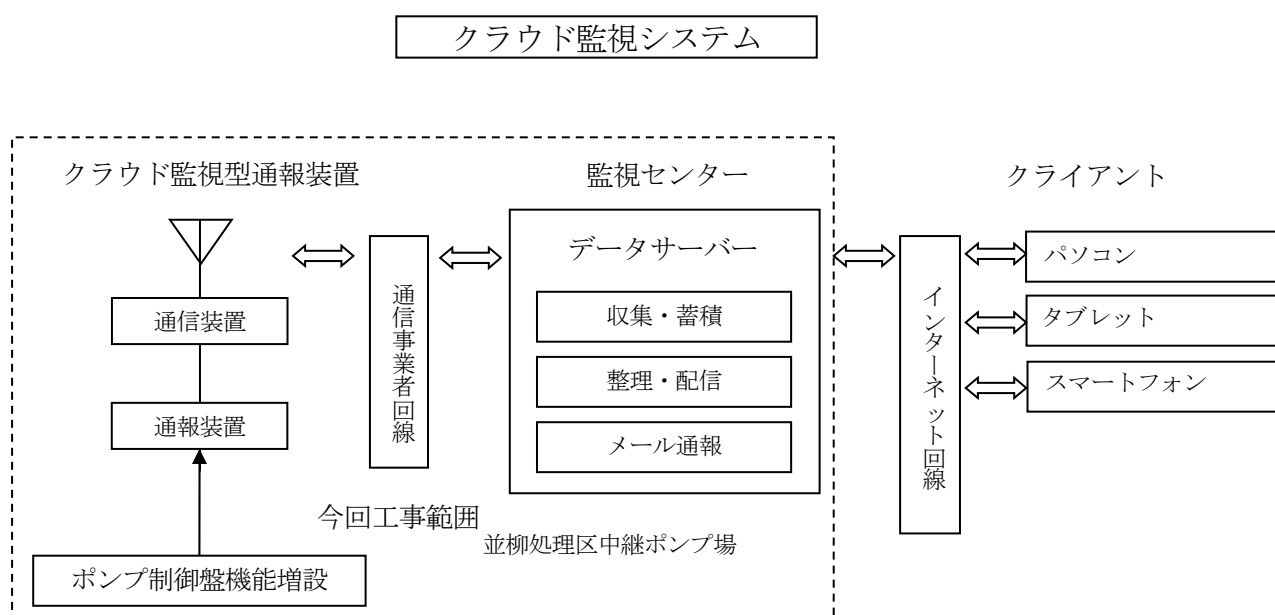 クラウド監視システム
クラウド監視型通報装置
監視センター
クライアント
データサーバー
パソコン
通信事業者回線
インターネット回線
通信装置
収集・蓄積
タブレット
整理・配信
スマートフォン
通報装置
メール通報
今回工事範囲
並柳処理区中継ポンプ場
ポンプ制御盤機能増設